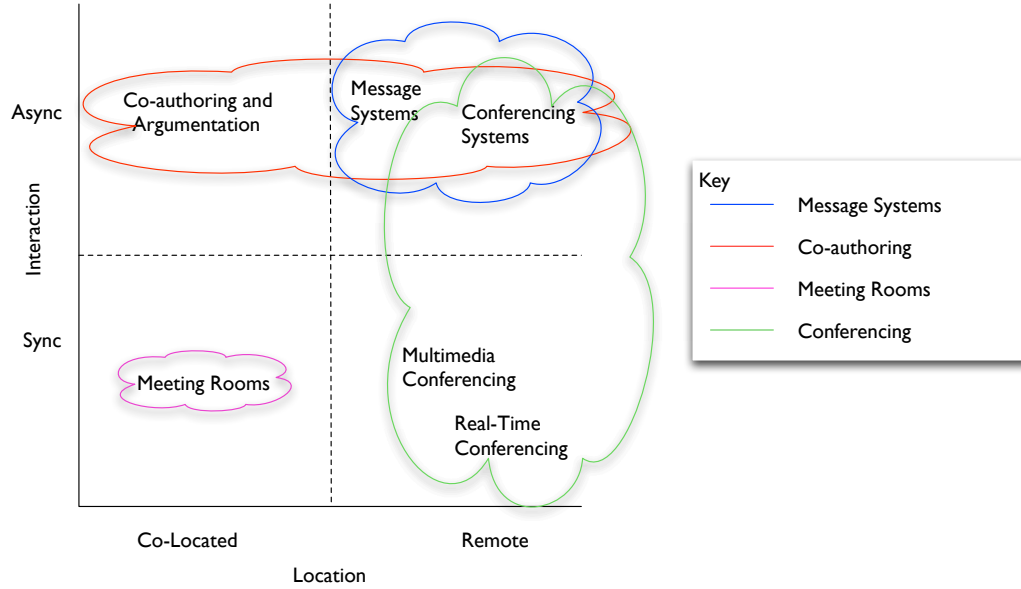 Async
Co-authoring and
Argumentation
Message
Systems
Conferencing
Systems
Interaction
Sync
Meeting Rooms
Multimedia
Conferencing
Real-Time
Conferencing
Co-Located
Remote
Location
Key
Message Systems
Co-authoring
Meeting Rooms
Conferencing